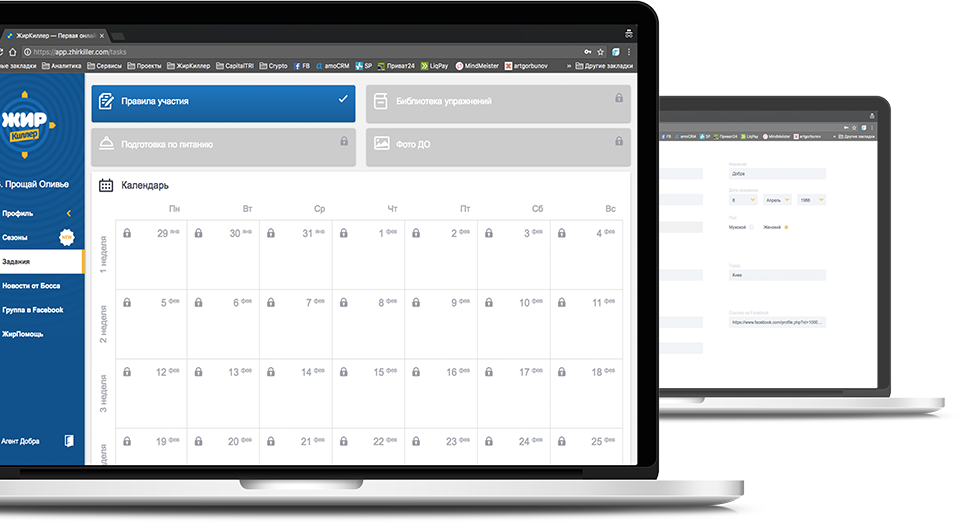 ЖирКиллер — Первая онлай
https://app.zhirkiller.com/tasks
ные закладки Аналитика Сервисы Проекты ЖирКиллер CapitalTRI Crypto FB amoCRM SP Приват24 LiqPay MindMeister artgorbunov » Другие закладки
ЖИР
Киллер
. Прощай Оливье
Профиль
Сезоны NEW
Задания
Новости от Босса
Группа в Facebook
ЖирПомощь
Агент Добра
Правила участия
Библиотека упражнений
Подготовка по питанию
Фото ДО
Календарь
Пн Вт Ср Чт Пт Сб Вс
1 неделя
29 янв 30 янв 31 янв 1 фев 2 фев 3 фев 4 фев
2 неделя
5 фев 6 фев 7 фев 8 фев 9 фев 10 фев 11 фев
3 неделя
12 фев 13 фев 14 фев 15 фев 16 фев 17 фев 18 фев
неделя
19 фев 20 фев 21 фев 22 фев 23 фев 24 фев 25 фев
FB amoCRM SP Приват24 LiqPay MindMeister artgorbunov » Другие закладки
Фамилия
Добра
Дата рождения
8 Апрель 1988
Пол
Мужской Женский
Город
Киев
Ссылка на Facebook
https://www.facebook.com/profile.php?id=1000...